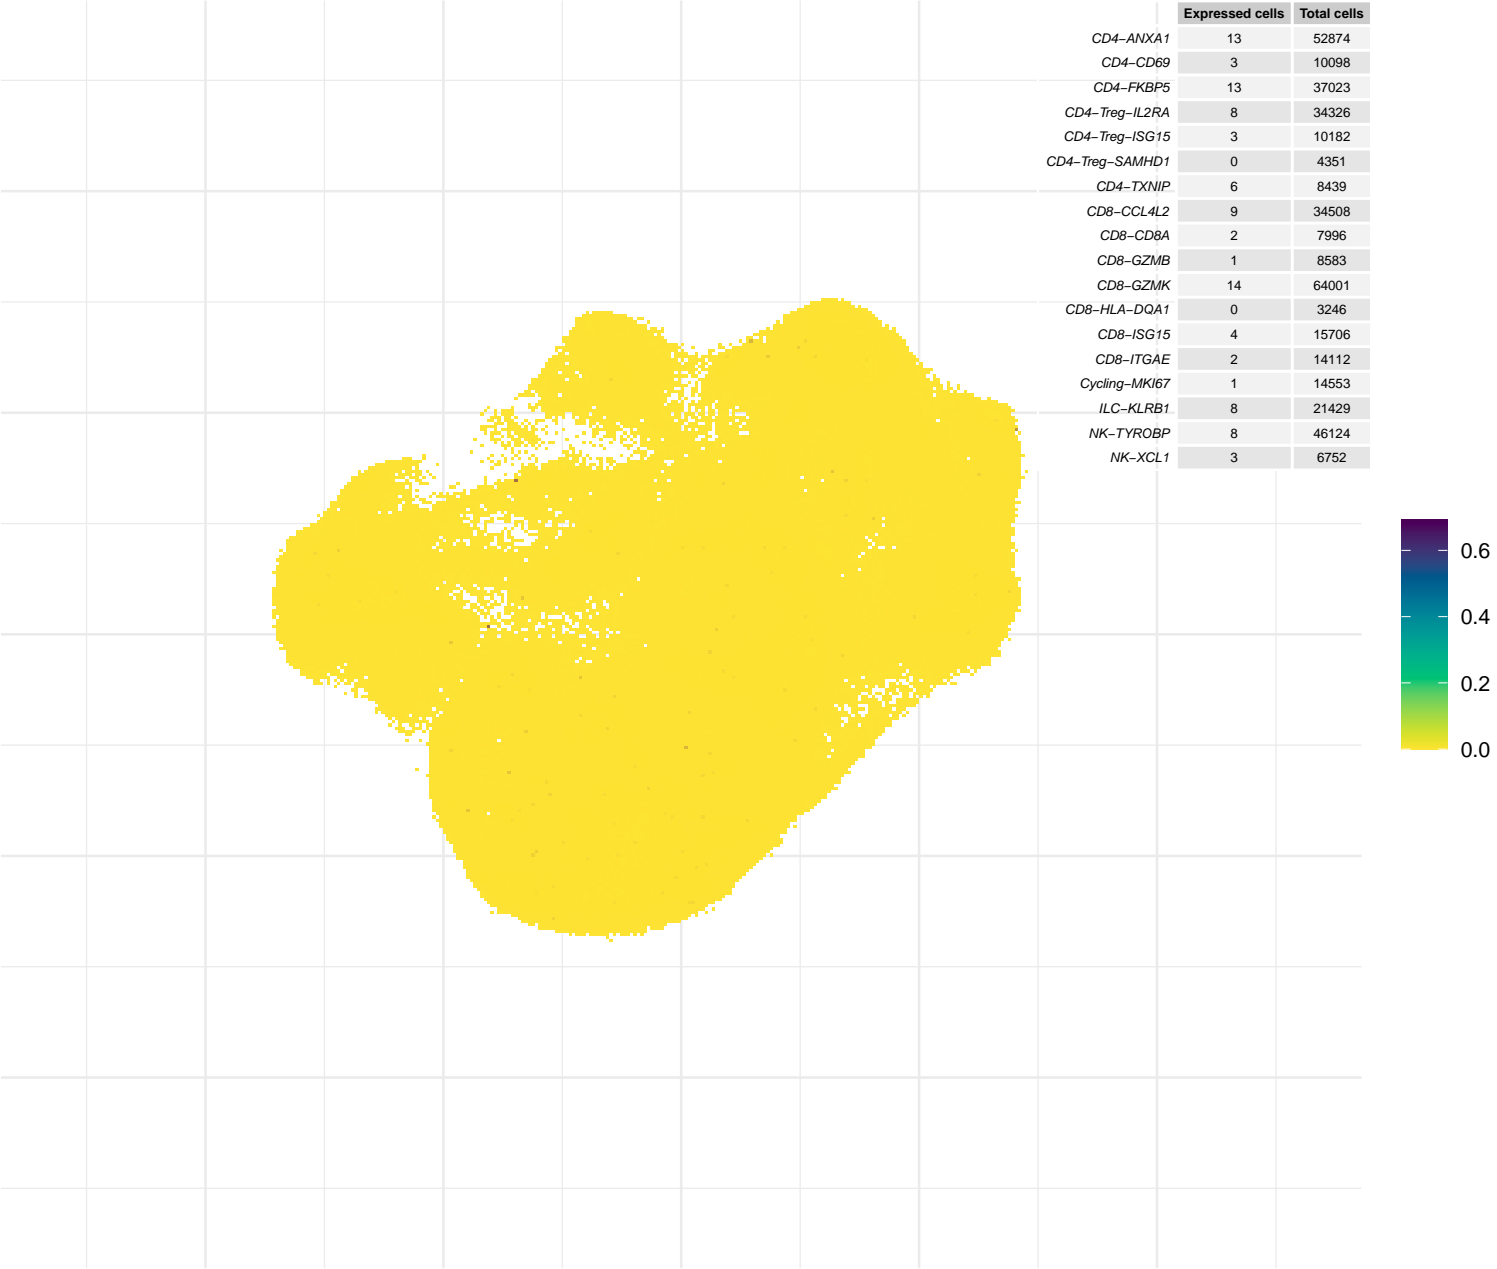 Expressed cells Total cells
CD4−ANXA1 13 52874
CD4−CD69 3 10098
CD4−FKBP5 13 37023
CD4−Treg−IL2RA 8 34326
CD4−Treg−ISG15 3 10182
CD4−Treg−SAMHD1 0 4351
CD4−TXNIP 6 8439
CD8−CCL4L2 9 34508
CD8−CD8A 2 7996
CD8−GZMB 1 8583
CD8−GZMK 14 64001
CD8−HLA−DQA1 0 3246
CD8−ISG15 4 15706
CD8−ITGAE 2 14112
Cycling−MKI67 1 14553
ILC−KLRB1 8 21429
NK−TYROBP 8 46124
NK−XCL1 3 6752
0.6
0.4
0.2
0.0